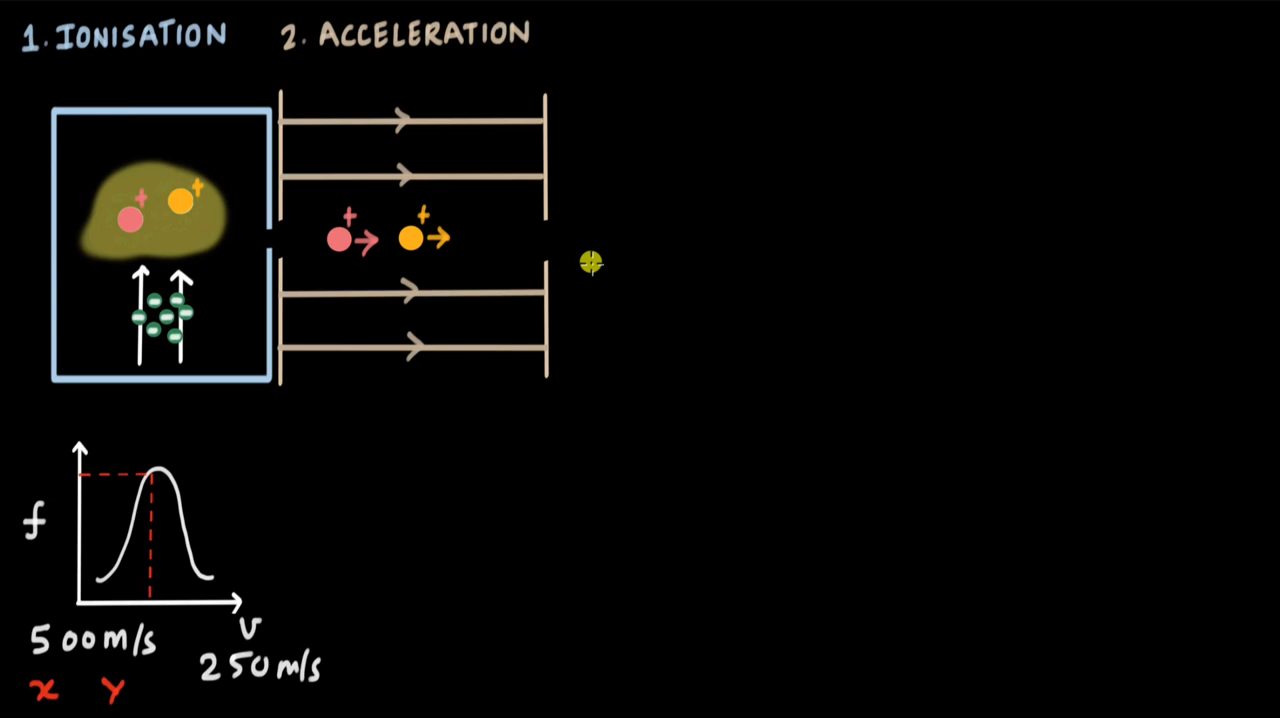 1. IONISATION 2. ACCELERATION
+ +
+ +
f
v
500m/s
250m/s
x y